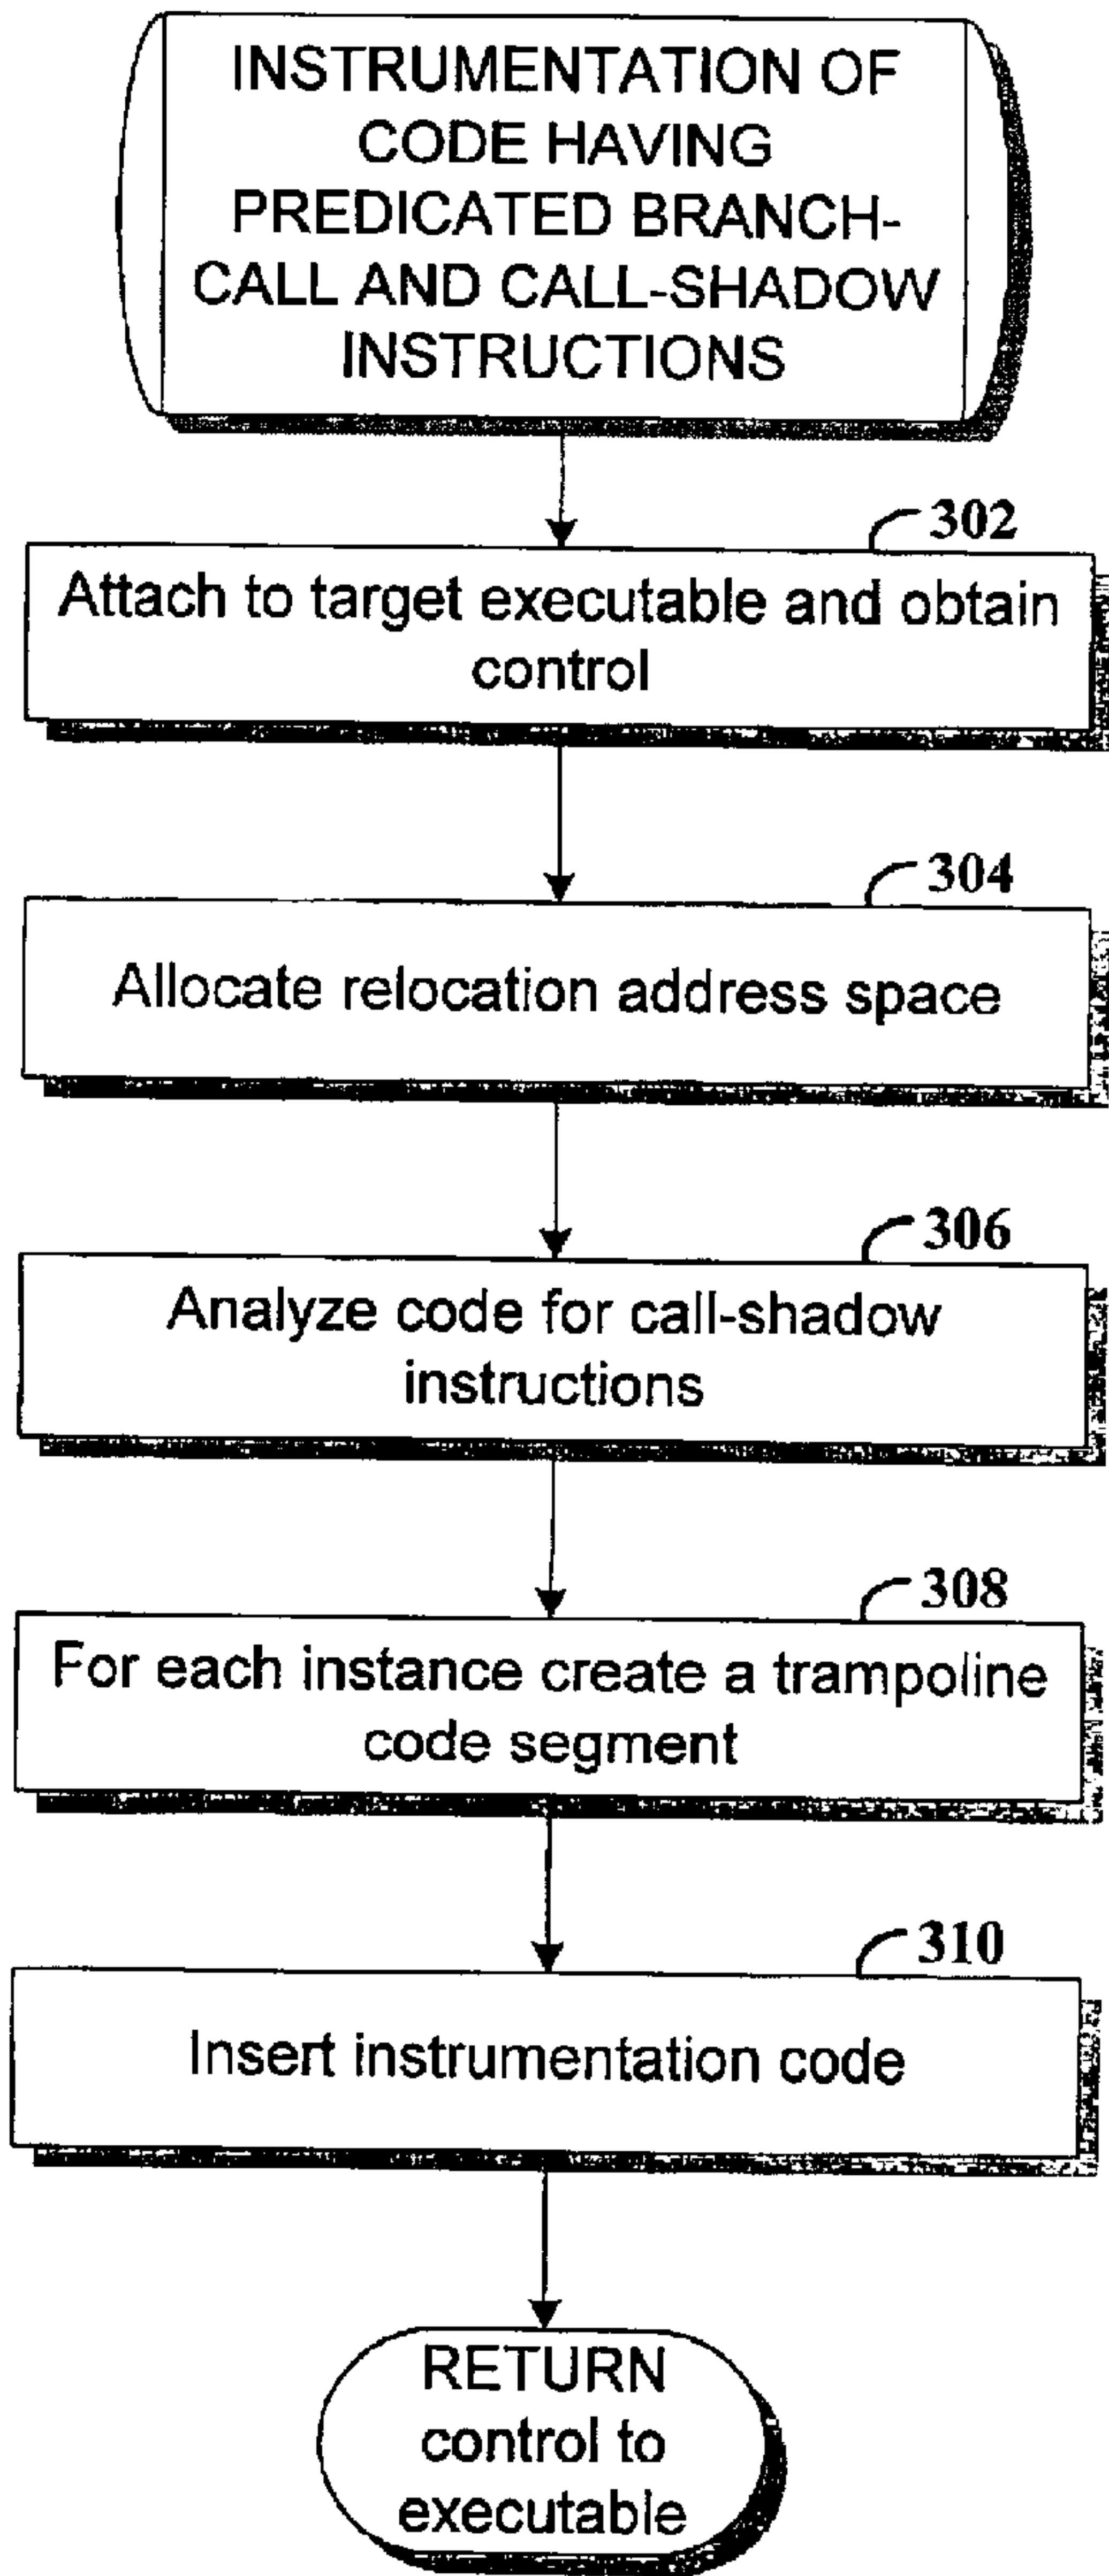 INSTRUMENTATION OF
CODE HAVING
PREDICATED BRANCH-
CALL AND CALL-SHADOW
INSTRUCTIONS
302
Attach to target executable and obtain
control
304
Allocate relocation address space
306
Analyze code for call-shadow
instructions
308
For each instance create a trampoline
code segment
310
Insert instrumentation code
RETURN
control to
executable